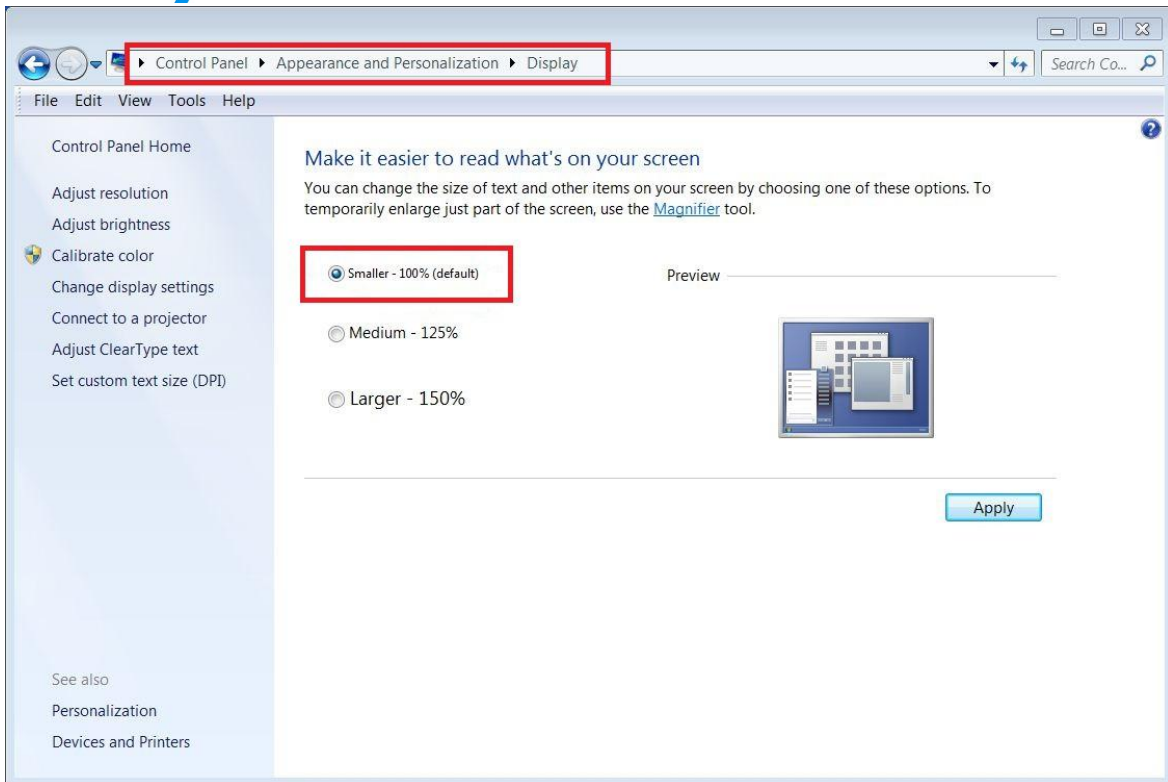 Control Panel Appearance and Personalization Display
Search Co...
File Edit View Tools Help
Control Panel Home
Adjust resolution
Adjust brightness
Calibrate color
Change display settings
Connect to a projector
Adjust ClearType text
Set custom text size (DPI)
See also
Personalization
Devices and Printers
Make it easier to read what's on your screen
You can change the size of text and other items on your screen by choosing one of these options. To
temporarily enlarge just part of the screen, use the Magnifier tool.
Smaller - 100% (default)
Medium - 125%
Larger - 150%
Preview
Apply